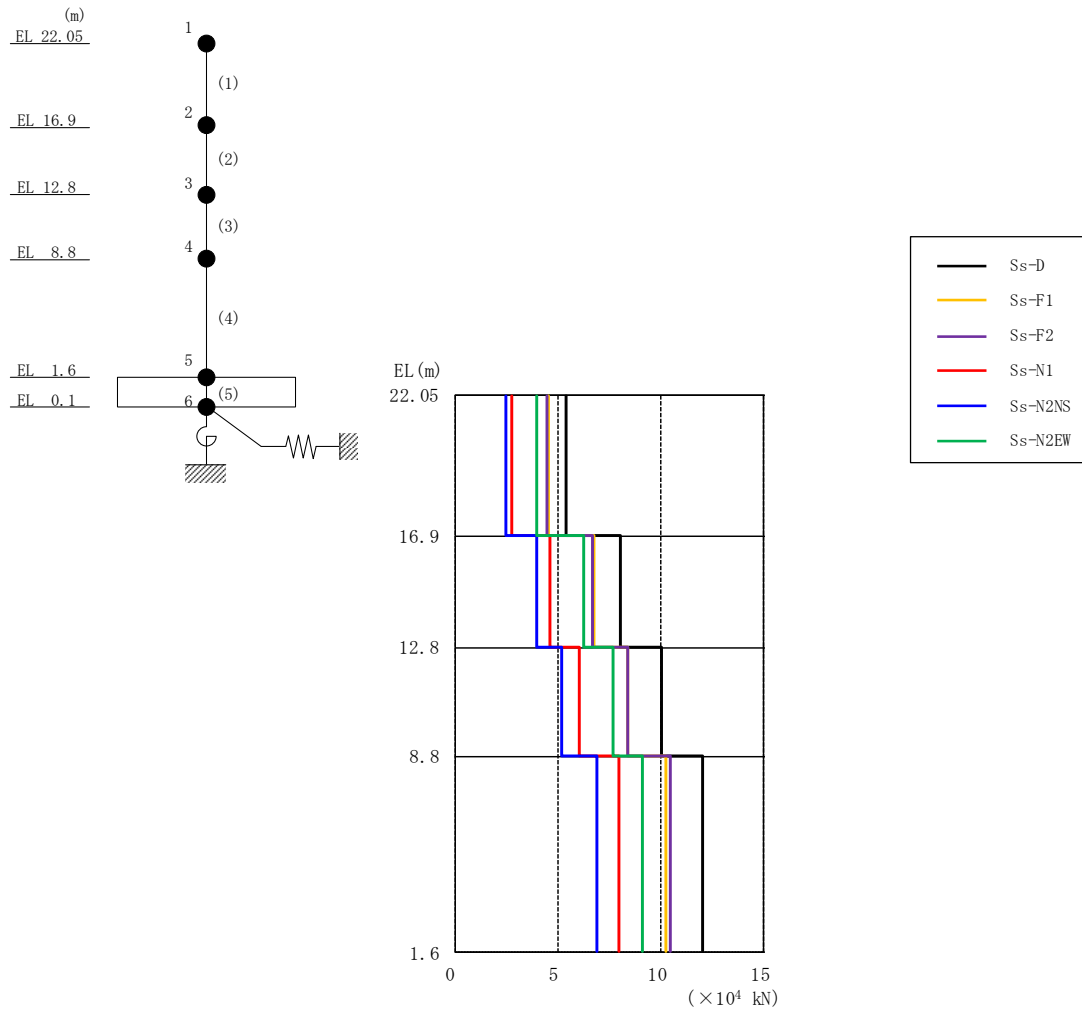 (m)
EL 22.05
EL 16.9
EL 12.8
EL 8.8
EL 1.6
EL 0.1
1
(1)
2
(2)
3
(3)
4
(4)
5
(5)
6
Ss-D
Ss-F1
Ss-F2
Ss-N1
Ss-N2NS
Ss-N2EW
EL(m)
22.05
16.9
12.8
8.8
1.6
0 5 10 15
(×10⁴ kN)